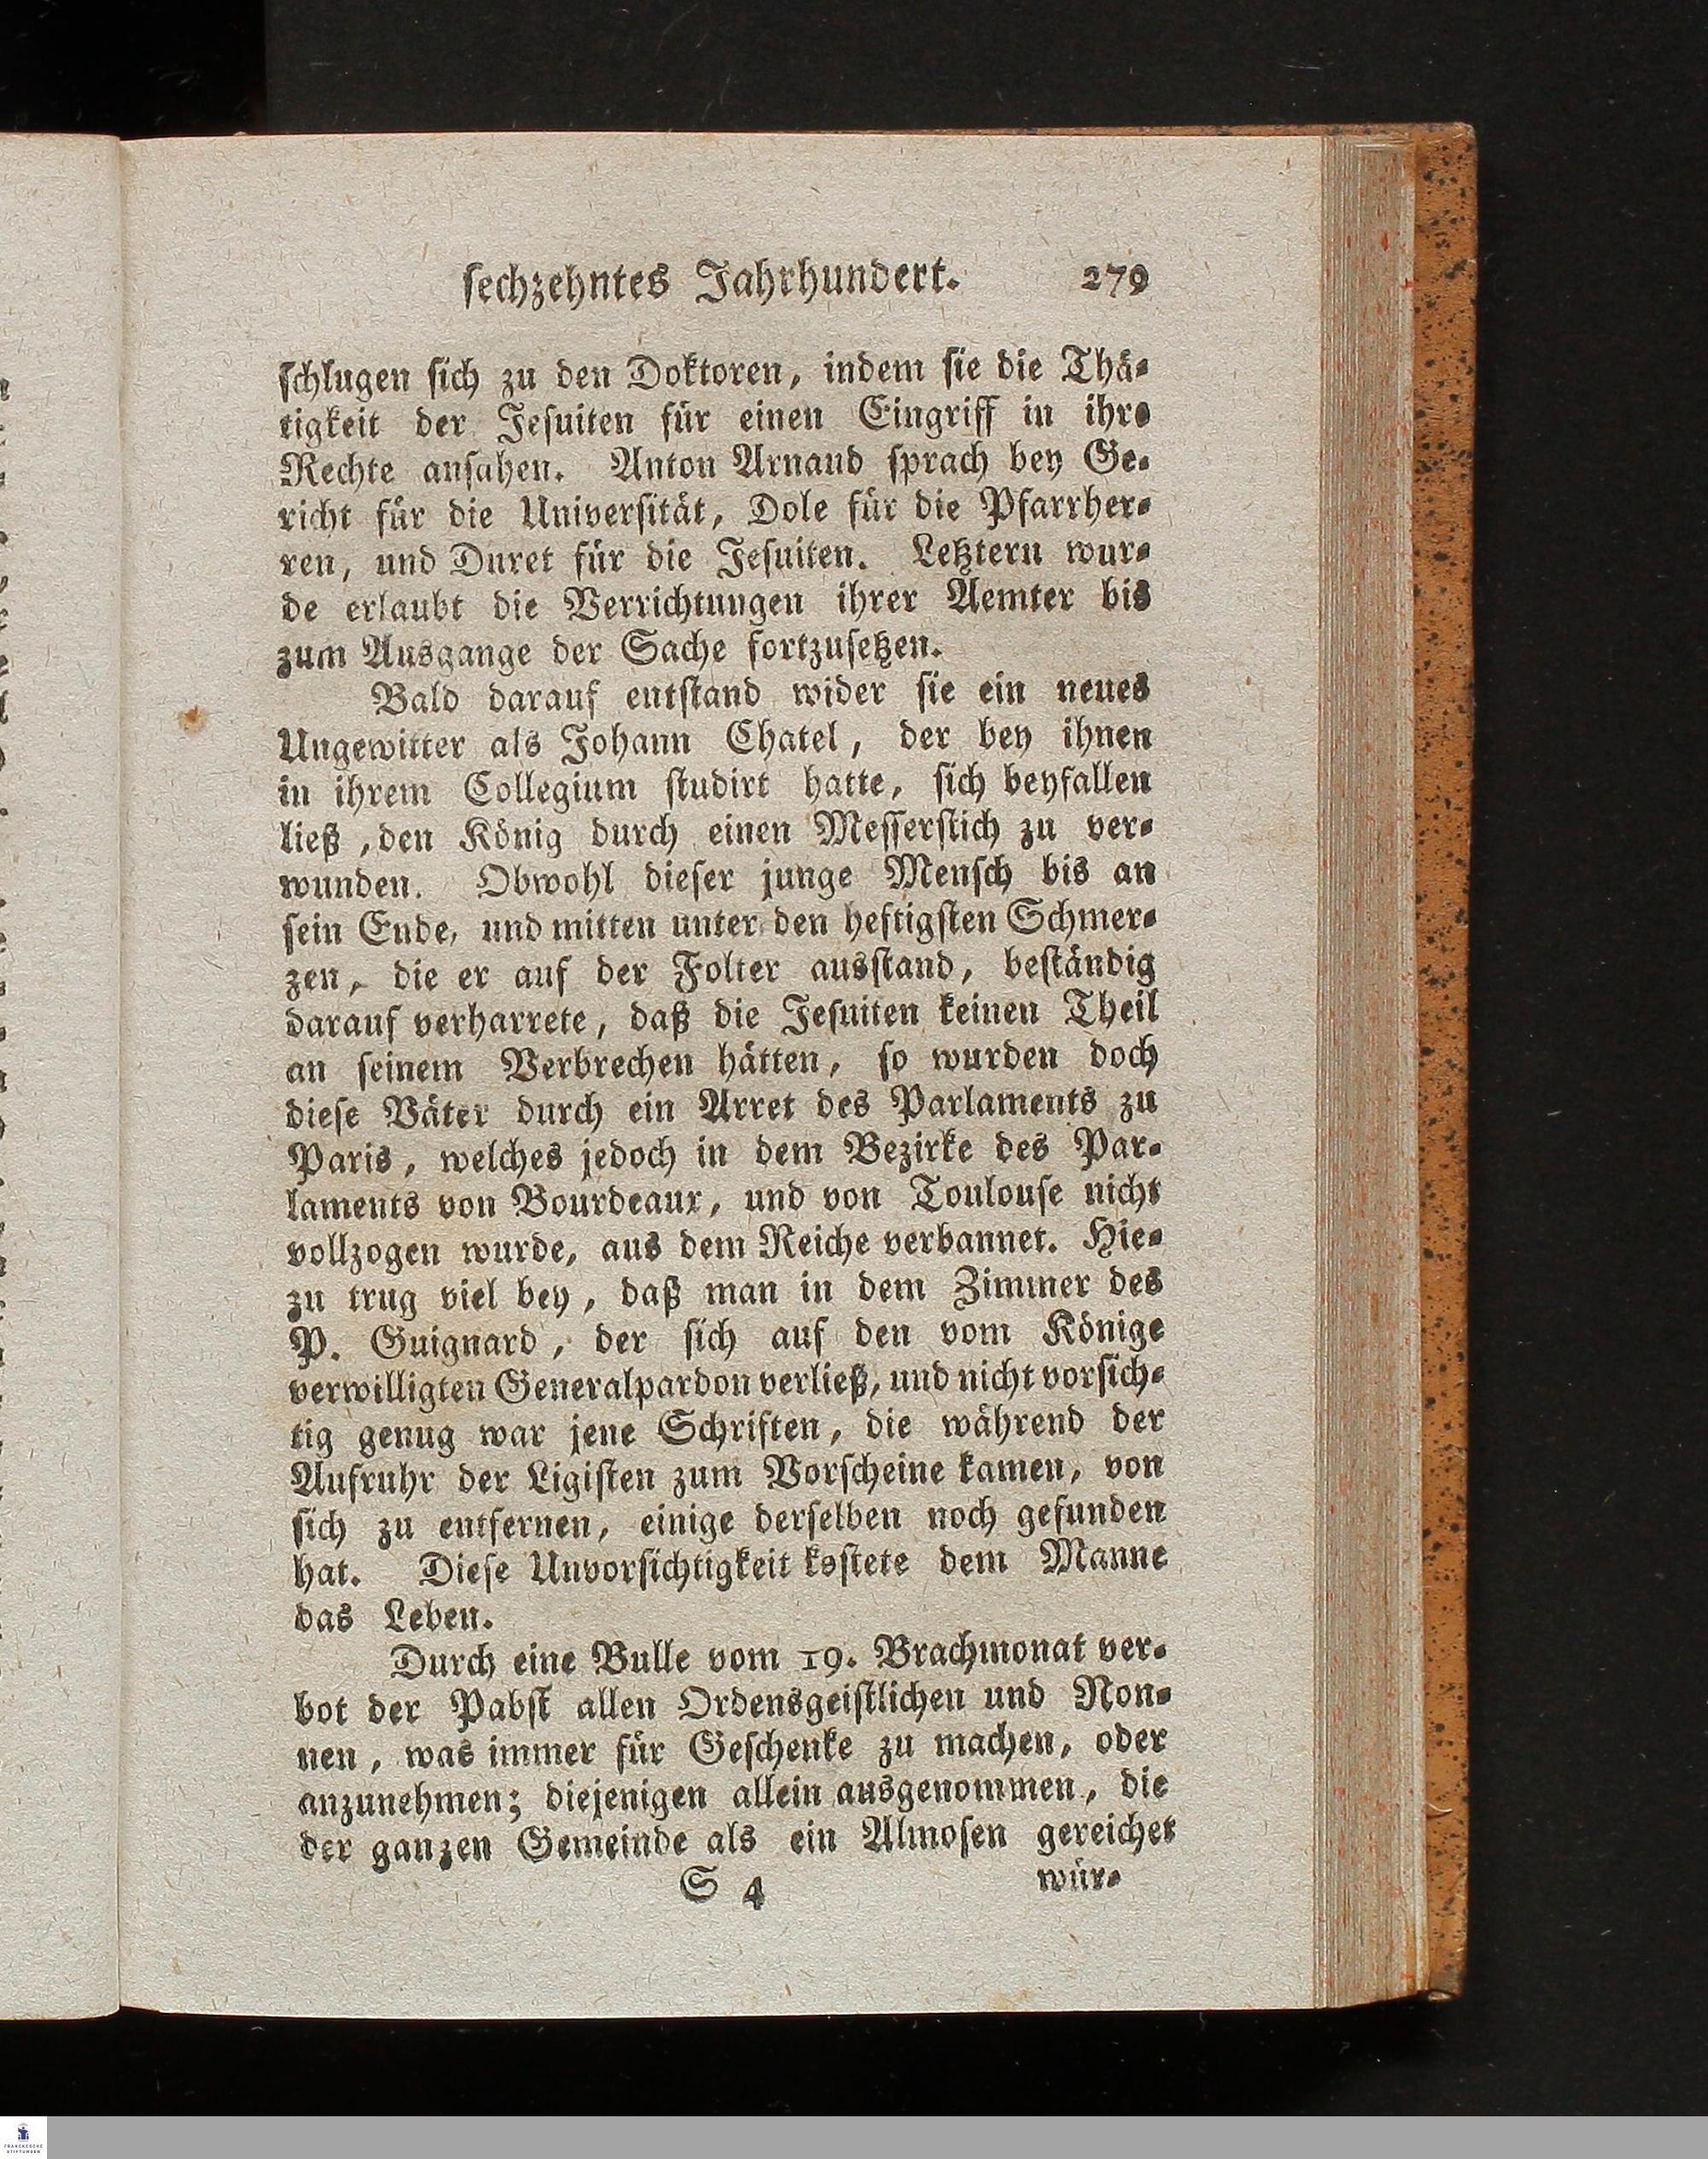 sechzehntes Jahrhundert. 279
schlugen sich zu den Doktoren, indem sie die Thä-
tigkeit der Jesuiten für einen Eingriff in ihre
Rechte ansahen. Anton Arnaud sprach bey Ge-
richt für die Universität, Dole für die Pfarrher-
ren, und Duret für die Jesuiten. Letztern wur-
de erlaubt die Verrichtungen ihrer Aemter bis
zum Ausgange der Sache fortzusetzen.
Bald darauf entstand wider sie ein neues
Ungewitter als Johann Chatel, der bey ihnen
in ihrem Collegium studirt hatte, sich beyfallen
ließ, den König durch einen Messerstich zu ver-
wunden. Obwohl dieser junge Mensch bis an
sein Ende, und mitten unter den heftigsten Schmer-
zen, die er auf der Folter ausstand, beständig
darauf verharrete, daß die Jesuiten keinen Theil
an seinem Verbrechen hätten, so wurden doch
diese Väter durch ein Arret des Parlaments zu
Paris, welches jedoch in dem Bezirke des Par-
laments von Bourdeaux, und von Toulouse nicht
vollzogen wurde, aus dem Reiche verbannet. Hie-
zu trug viel bey, daß man in dem Zimmer des
P. Guignard, der sich auf den vom Könige
verwilligten Generalpardon verließ, und nicht vorsich-
tig genug war jene Schriften, die während der
Aufruhr der Ligisten zum Vorscheine kamen, von
sich zu entfernen, einige derselben noch gefunden
hat. Diese Unvorsichtigkeit kostete dem Manne
das Leben.
Durch eine Bulle vom 19. Brachmonat ver-
bot der Pabst allen Ordensgeistlichen und Non-
nen, was immer für Geschenke zu machen, oder
anzunehmen; diejenigen allein ausgenommen, die
der ganzen Gemeinde als ein Almosen gereichet
S 4 wür-
FRANCKESCHE
STIFTUNGEN